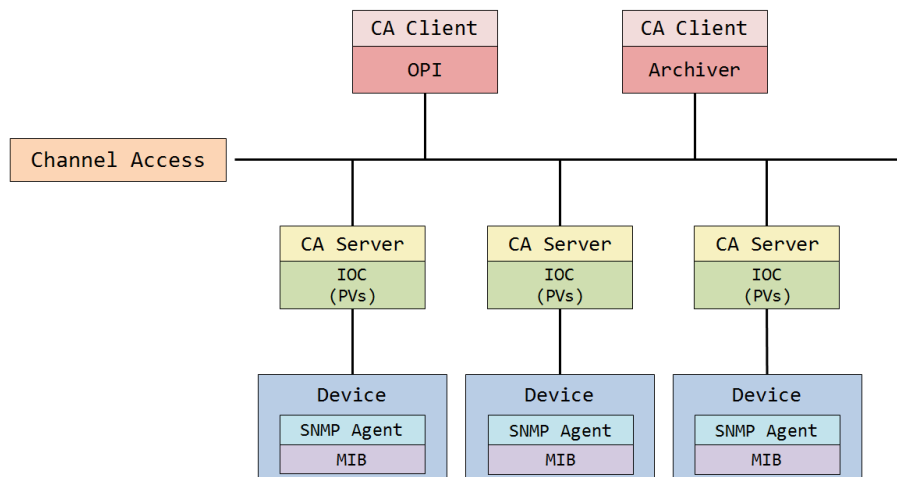 CA Client
CA Client
OPI
Archiver
Channel Access
CA Server
CA Server
CA Server
IOC
(PVs)
IOC
(PVs)
IOC
(PVs)
Device
Device
Device
SNMP Agent
SNMP Agent
SNMP Agent
MIB
MIB
MIB